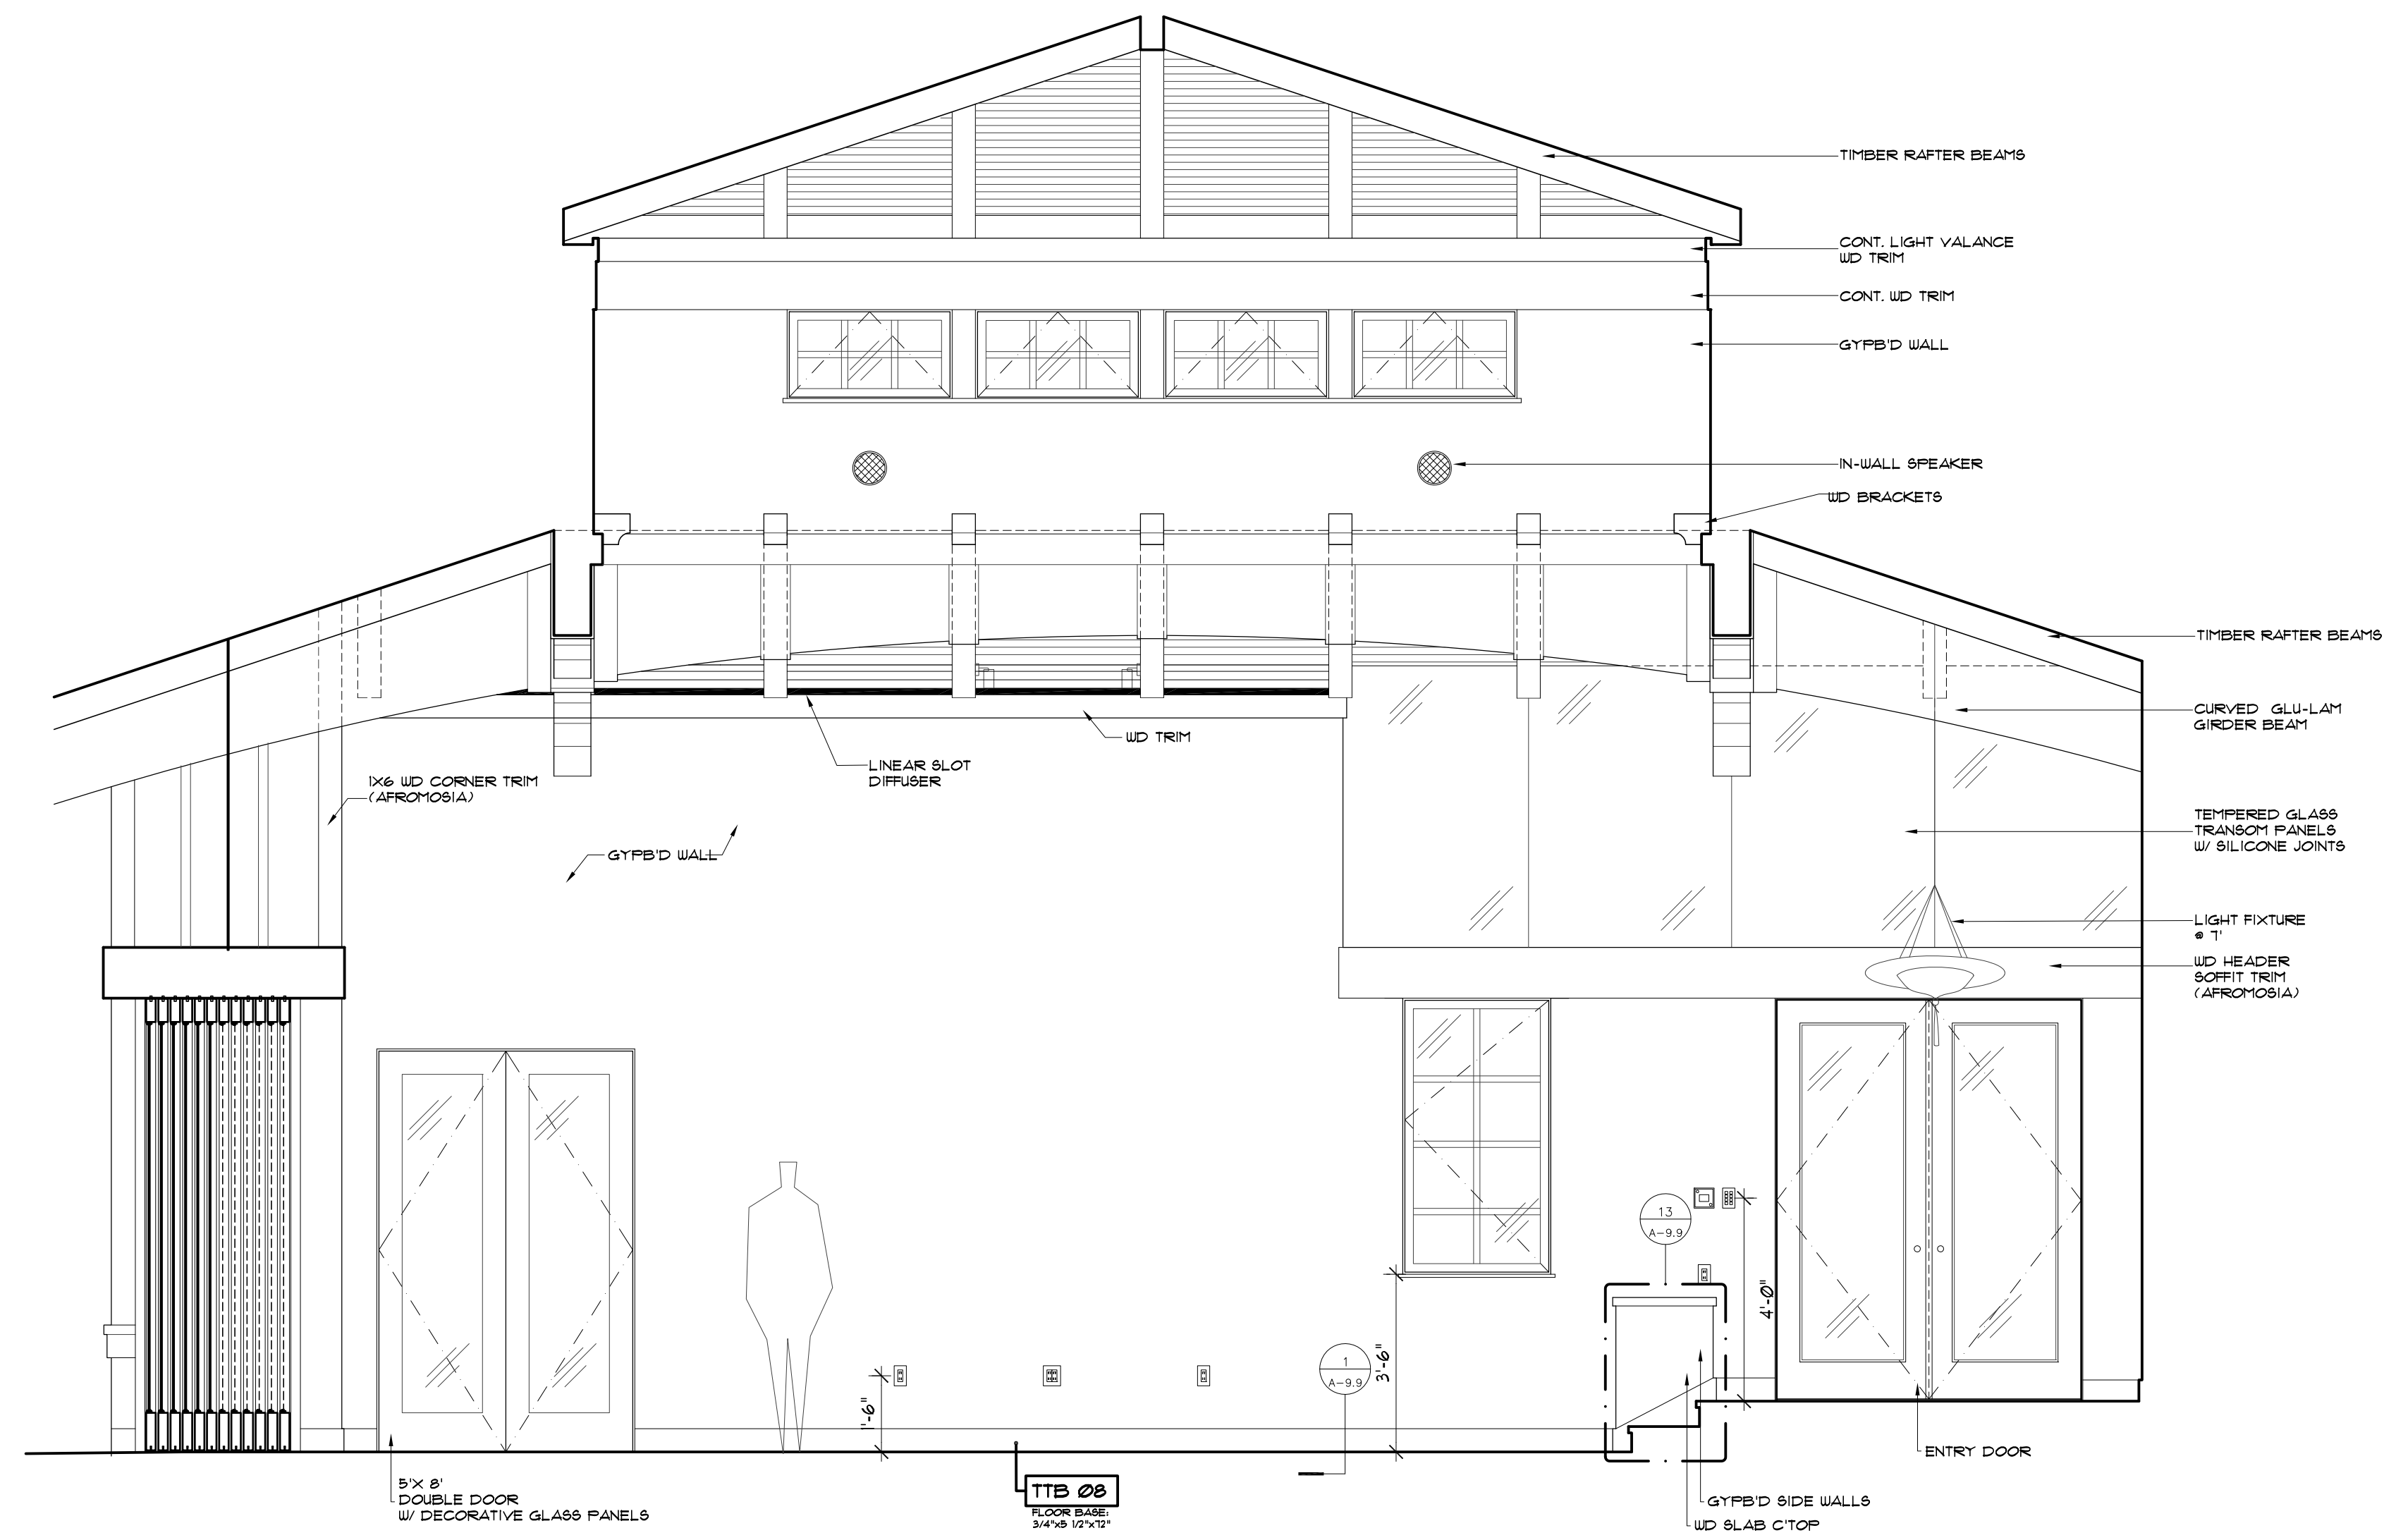 TIMBER RAFTER BEAMS
CONT. LIGHT VALANCE
WD TRIM
CONT. WD TRIM
GYPB'D WALL
IN-WALL SPEAKER
WD BRACKETS
TIMBER RAFTER BEAMS
CURVED GLU-LAM
GIRDER BEAM
WD TRIM
LINEAR SLOT
DIFFUSER
1X6 WD CORNER TRIM
(AFROMOSIA)
GYPB'D WALL
TEMPERED GLASS
TRANSOM PANELS
W/ SILICONE JOINTS
LIGHT FIXTURE
@ 7'
WD HEADER
SOFFIT TRIM
(AFROMOSIA)
13
A-9.9
4'-0"
1
A-9.9
3'-6"
1'-6"
ENTRY DOOR
5'X 8'
DOUBLE DOOR
W/ DECORATIVE GLASS PANELS
TTB 08
FLOOR BASE:
3/4"x5 1/2"x72"
GYPB'D SIDE WALLS
WD SLAB C'TOP